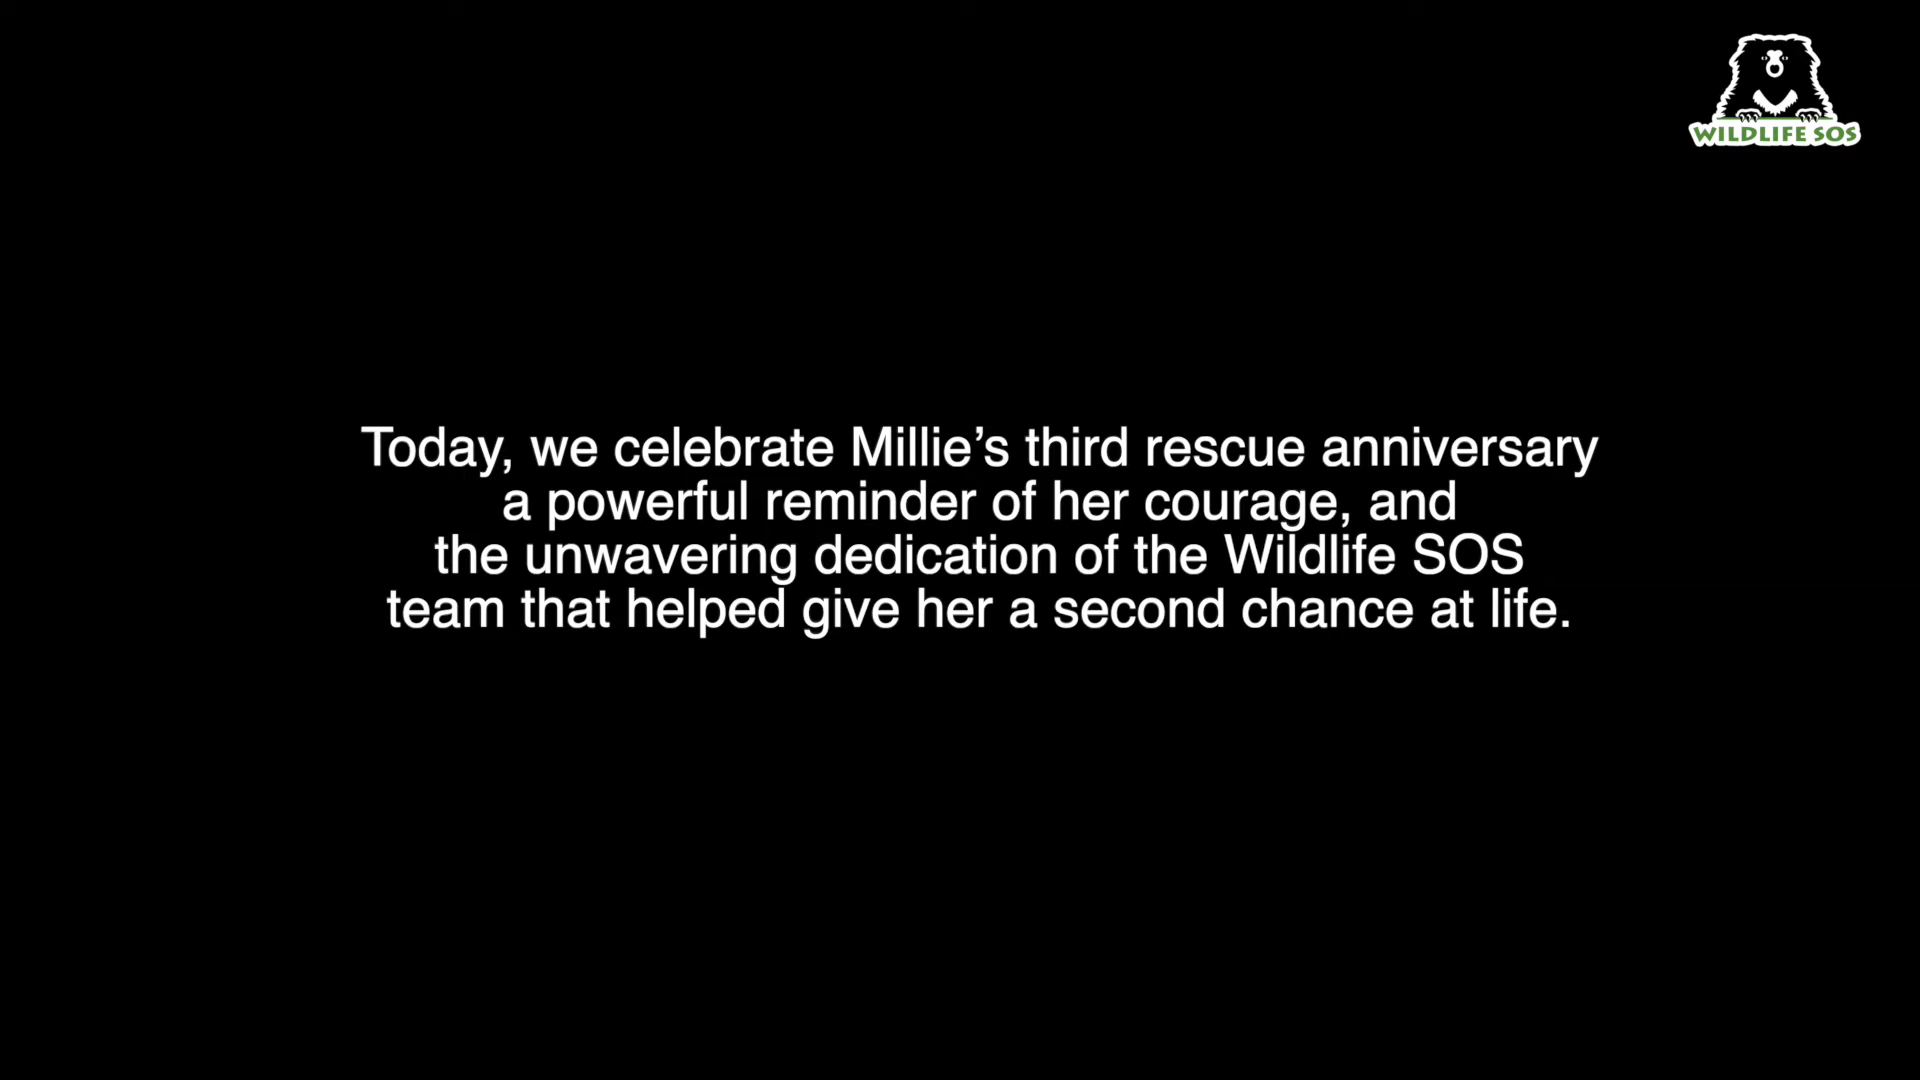 WILDLIFE SOS
Today, we celebrate Millie’s third rescue anniversary
a powerful reminder of her courage, and
the unwavering dedication of the Wildlife SOS
team that helped give her a second chance at life.